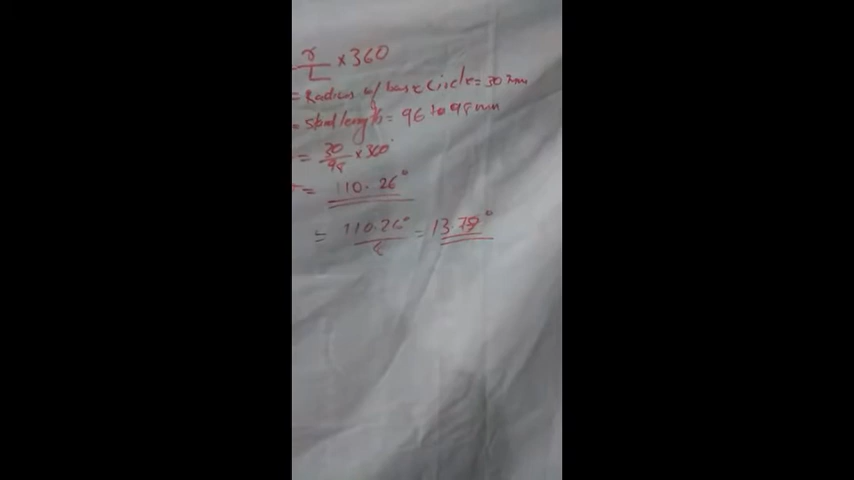 r/L × 360
= Radius of base Circle = 30 mm
= Slant length = 96 to 98 mm
= 30/98 × 360°
= 110.26°
= 110.26°/8 = 13.78°